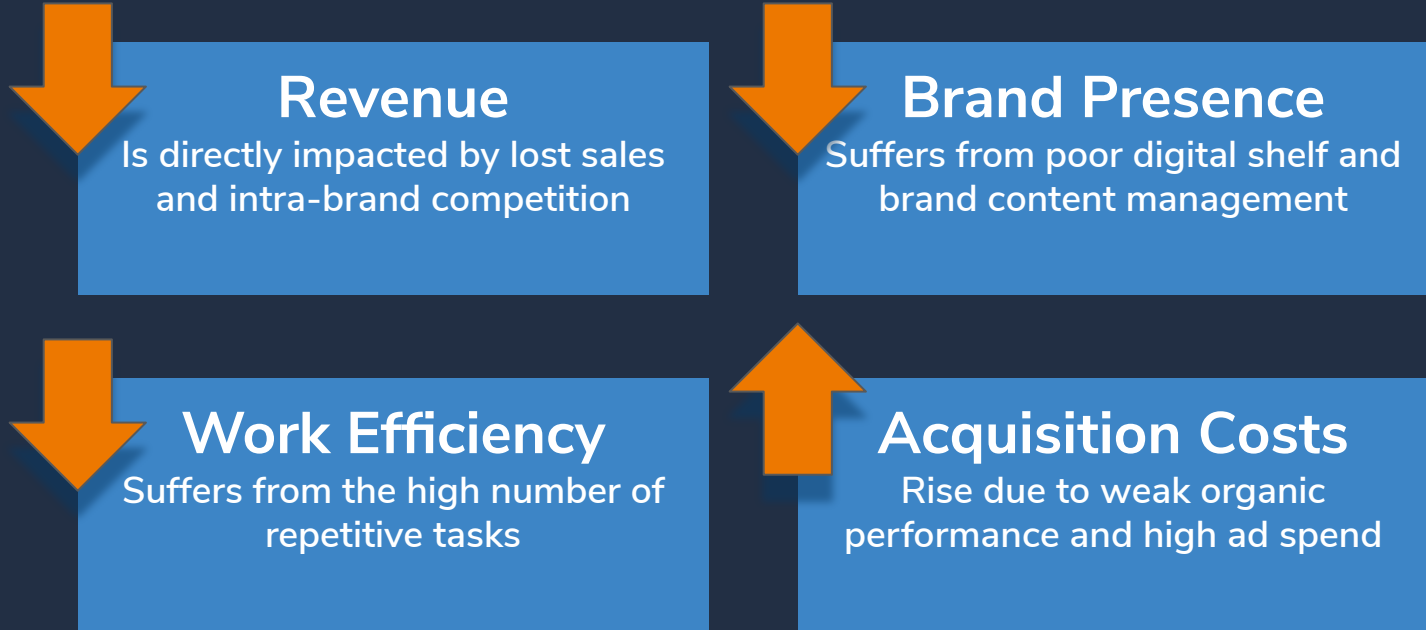 Revenue
Is directly impacted by lost sales
and intra-brand competition
Brand Presence
Suffers from poor digital shelf and
brand content management
Work Efficiency
Suffers from the high number of
repetitive tasks
Acquisition Costs
Rise due to weak organic
performance and high ad spend